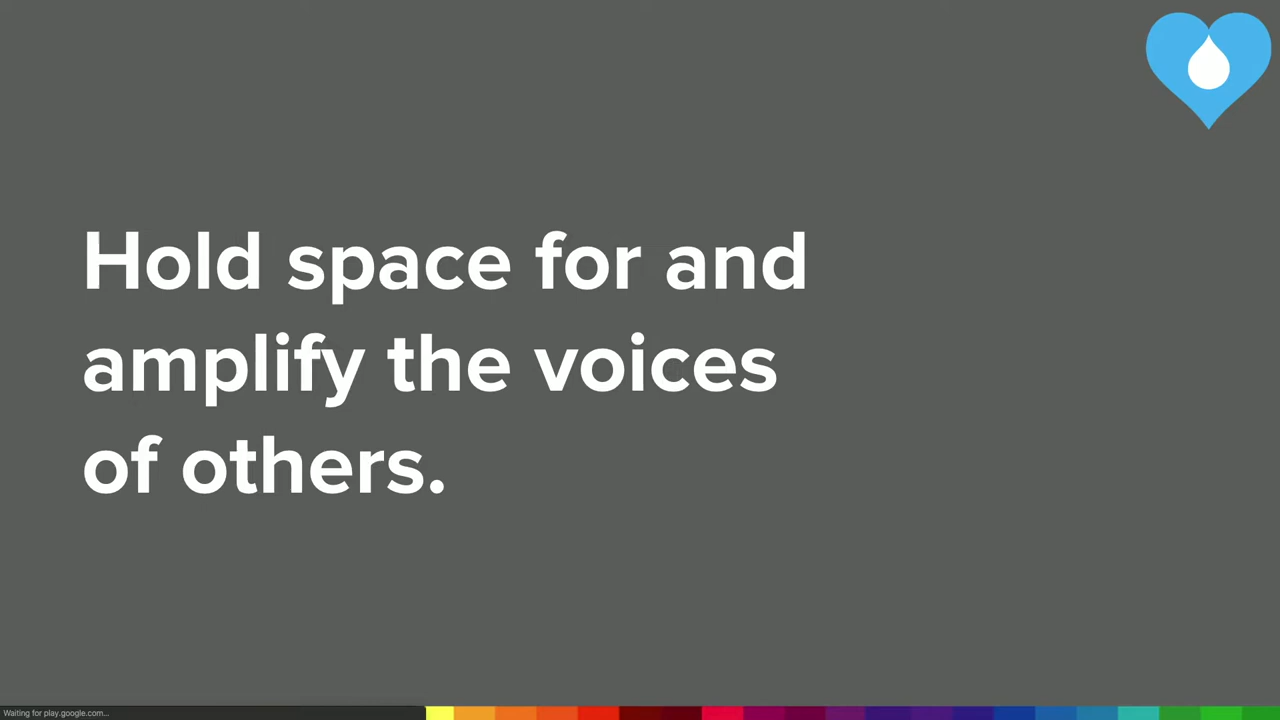 Hold space for and
amplify the voices
of others.
Waiting for play.google.com...